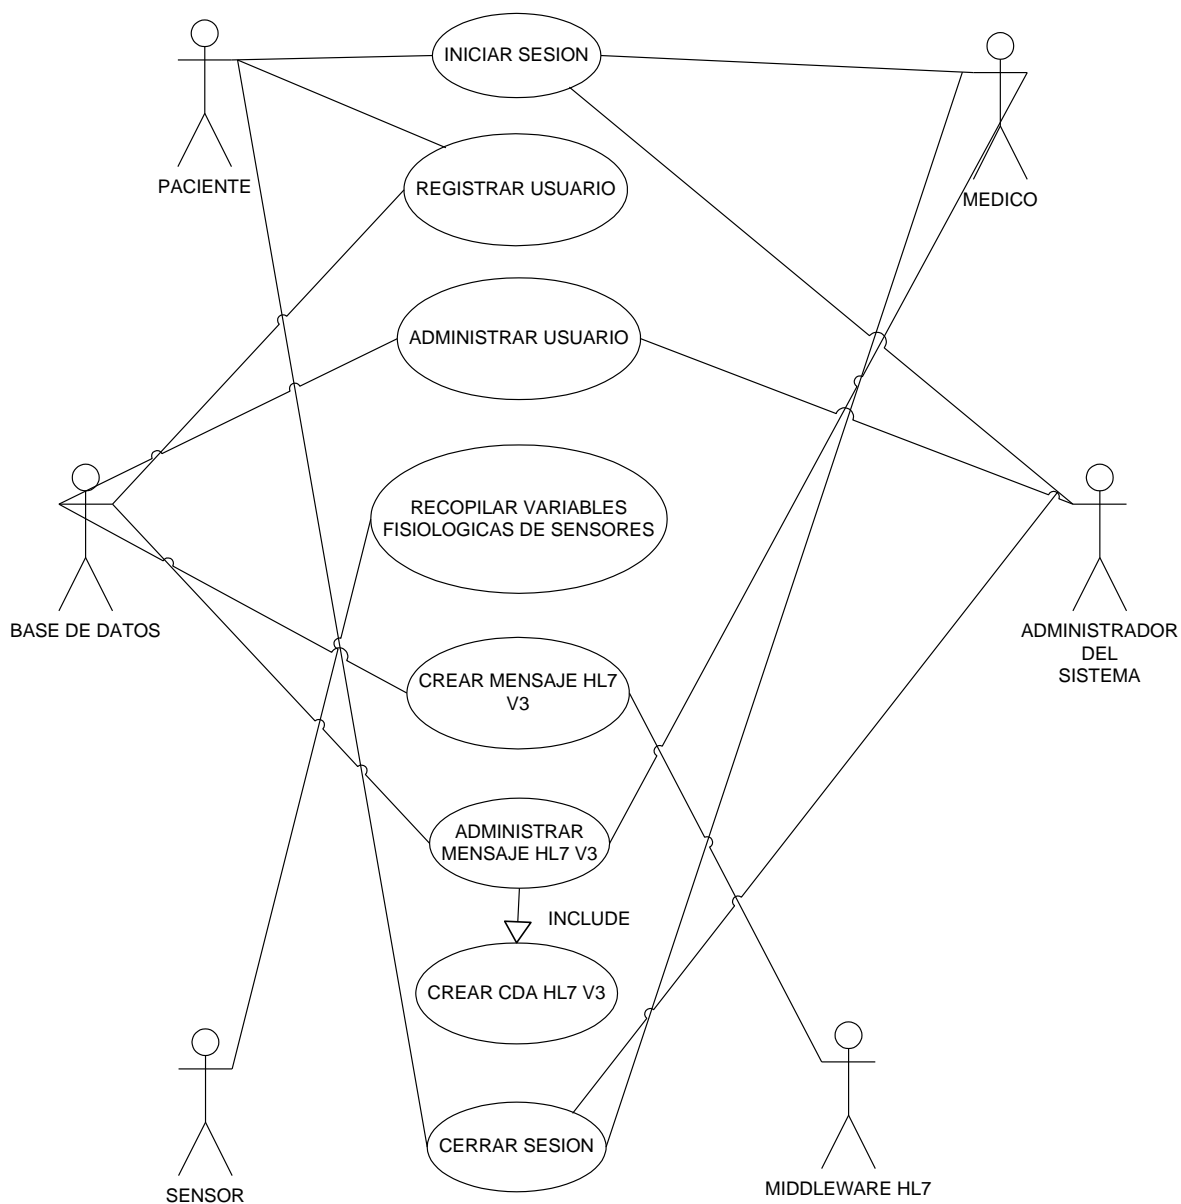 INICIAR SESION
PACIENTE
REGISTRAR USUARIO
MEDICO
ADMINISTRAR USUARIO
RECOPILAR VARIABLES
FISIOLOGICAS DE SENSORES
BASE DE DATOS
ADMINISTRADOR
DEL
SISTEMA
CREAR MENSAJE HL7
V3
ADMINISTRAR
MENSAJE HL7 V3
INCLUDE
CREAR CDA HL7 V3
CERRAR SESION
SENSOR
MIDDLEWARE HL7